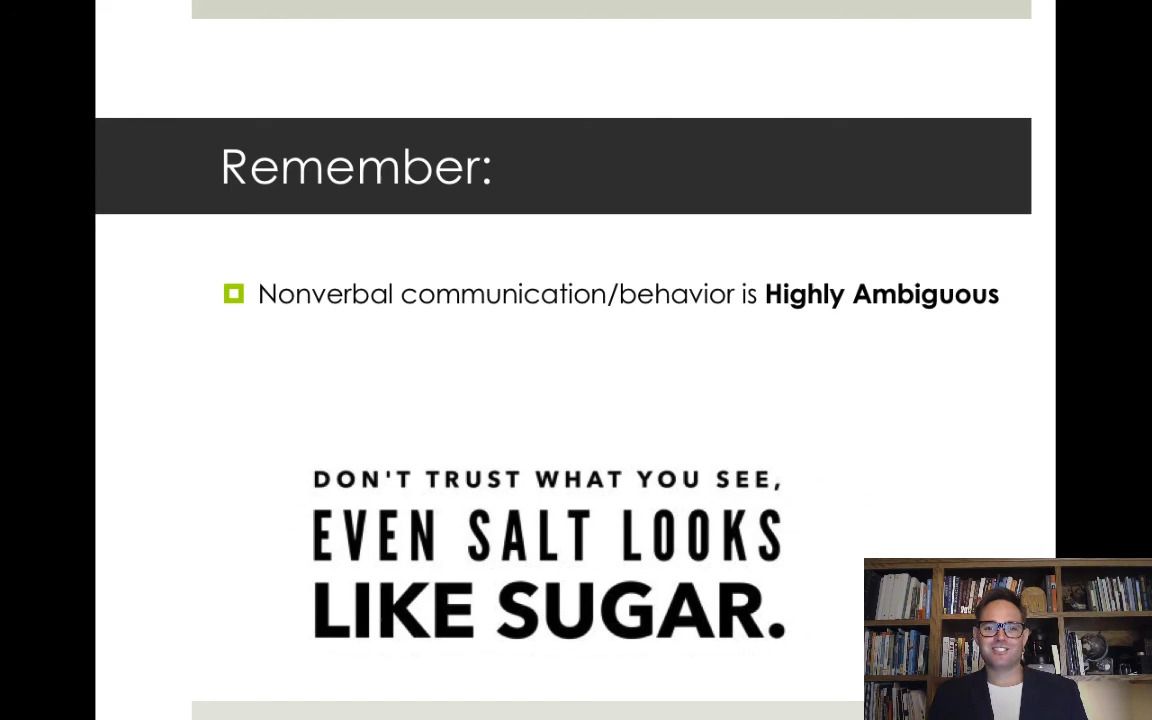 Remember:
Nonverbal communication/behavior is Highly Ambiguous
DON'T TRUST WHAT YOU SEE,
EVEN SALT LOOKS
LIKE SUGAR.